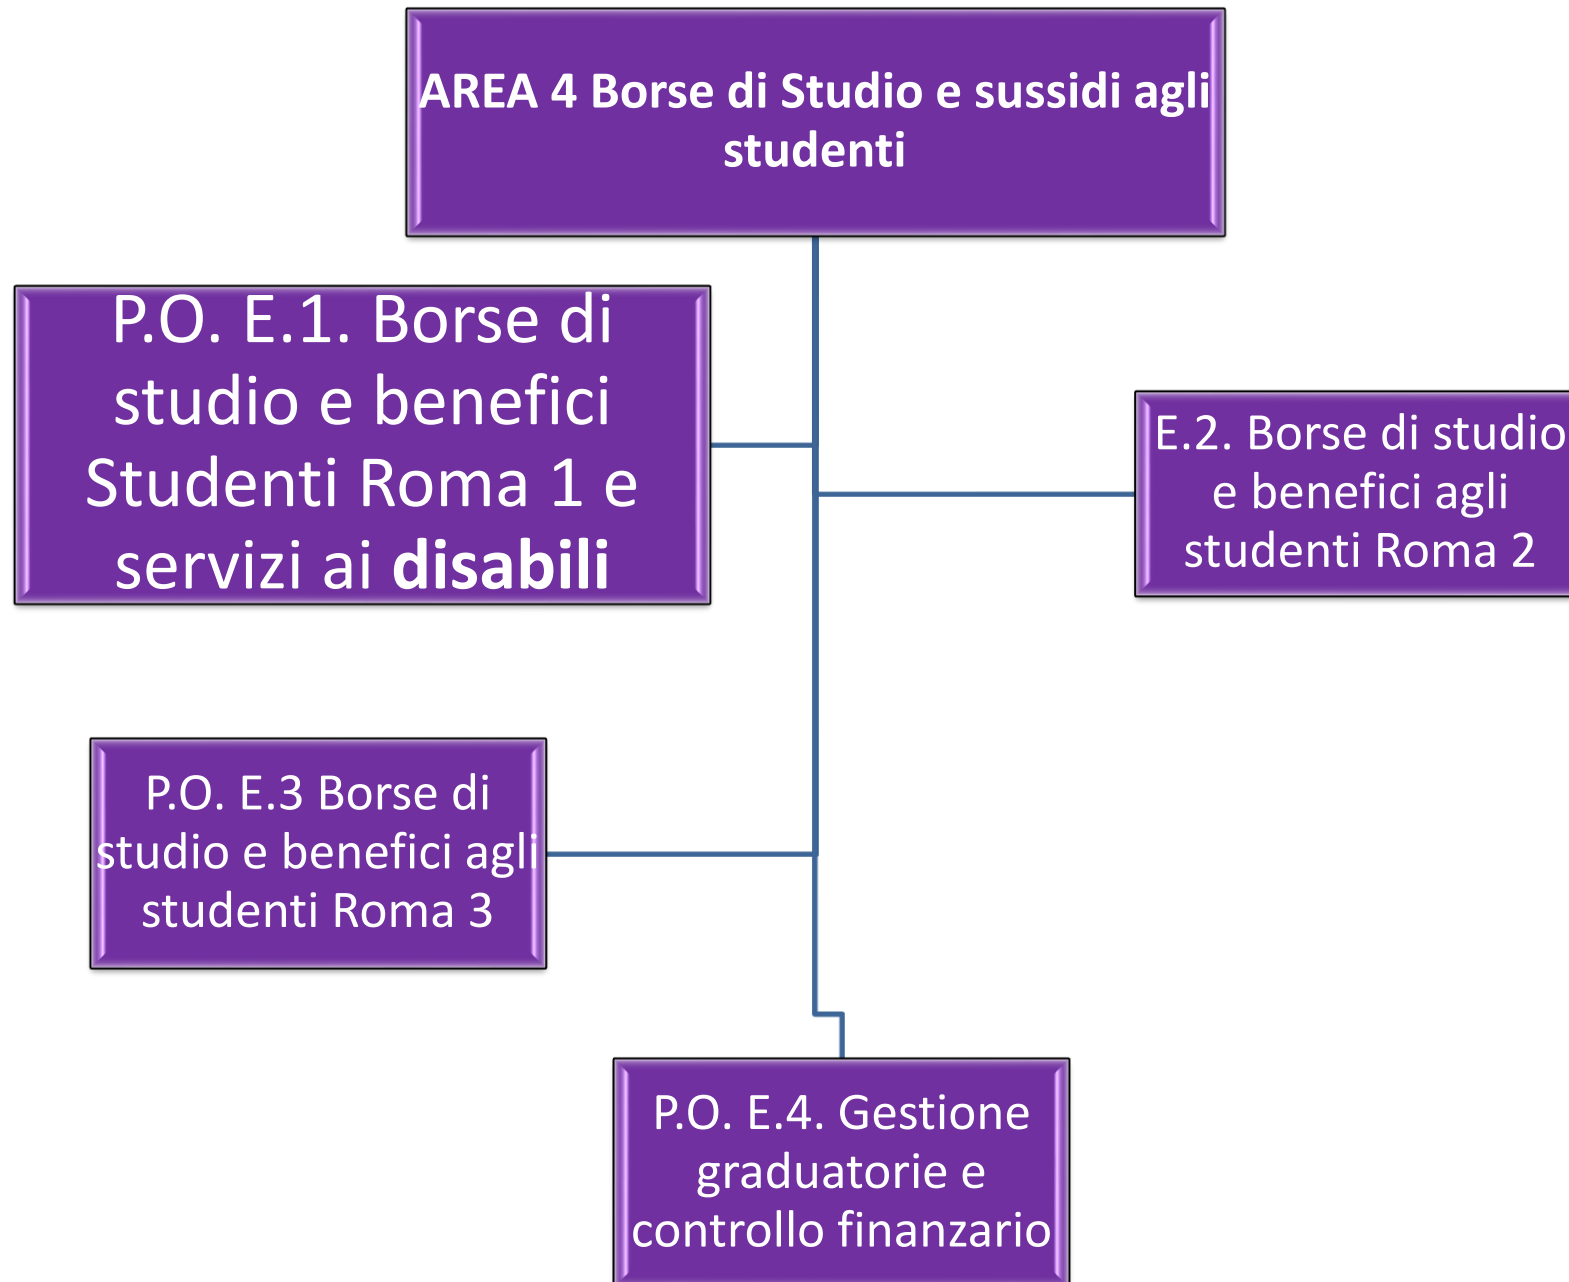 AREA 4 Borse di Studio e sussidi agli
studenti
P.O. E.1. Borse di
studio e benefici
Studenti Roma 1 e
servizi ai disabili
E.2. Borse di studio
e benefici agli
studenti Roma 2
P.O. E.3 Borse di
studio e benefici agli
studenti Roma 3
P.O. E.4. Gestione
graduatorie e
controllo finanzario